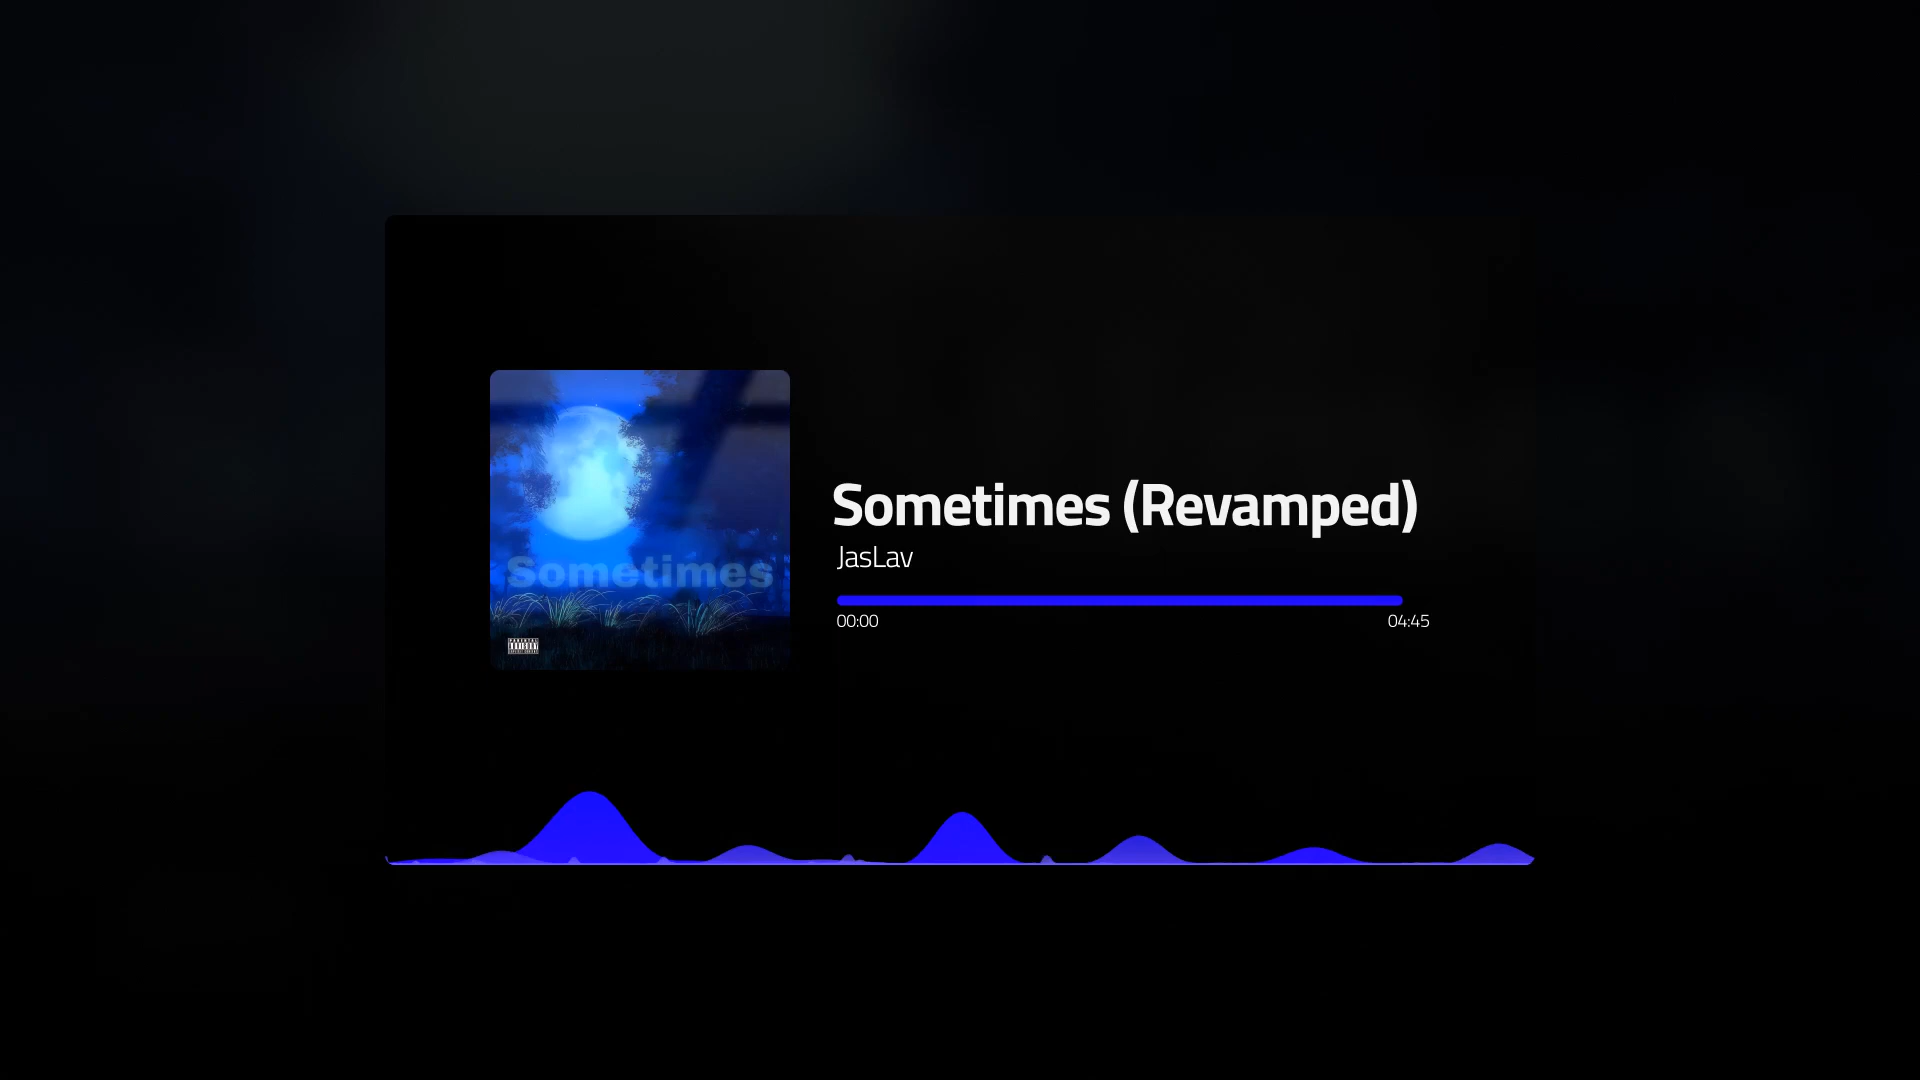 Sometimes
Sometimes (Revamped)
JasLav
00:00
04:45